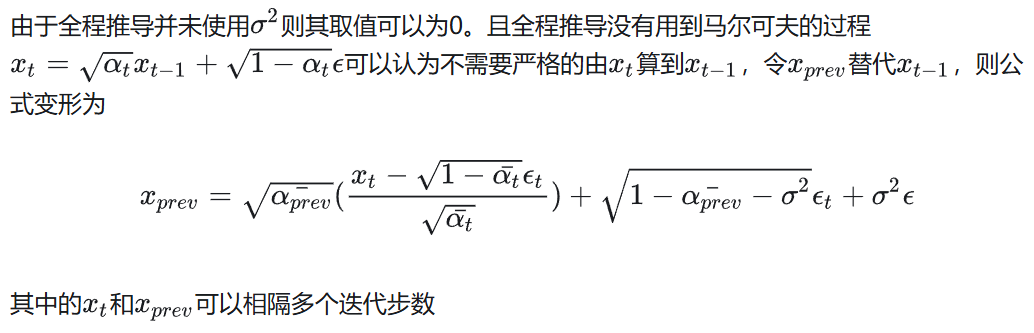 由于全程推导并未使用$\sigma^2$则其取值可以为0。且全程推导没有用到马尔可夫的过程
$x_t = \sqrt{\alpha_t}x_{t-1} + \sqrt{1-\alpha_t}\epsilon$可以认为不需要严格的由$x_t$算到$x_{t-1}$，令$x_{prev}$替代$x_{t-1}$，则公
式变形为
$x_{prev} = \sqrt{\bar{\alpha_{prev}}}(\frac{x_t - \sqrt{1-\bar{\alpha_t}}\epsilon_t}{\sqrt{\bar{\alpha_t}}}) + \sqrt{1-\bar{\alpha_{prev}}-\sigma^2}\epsilon_t + \sigma^2\epsilon$
其中的$x_t$和$x_{prev}$可以相隔多个迭代步数